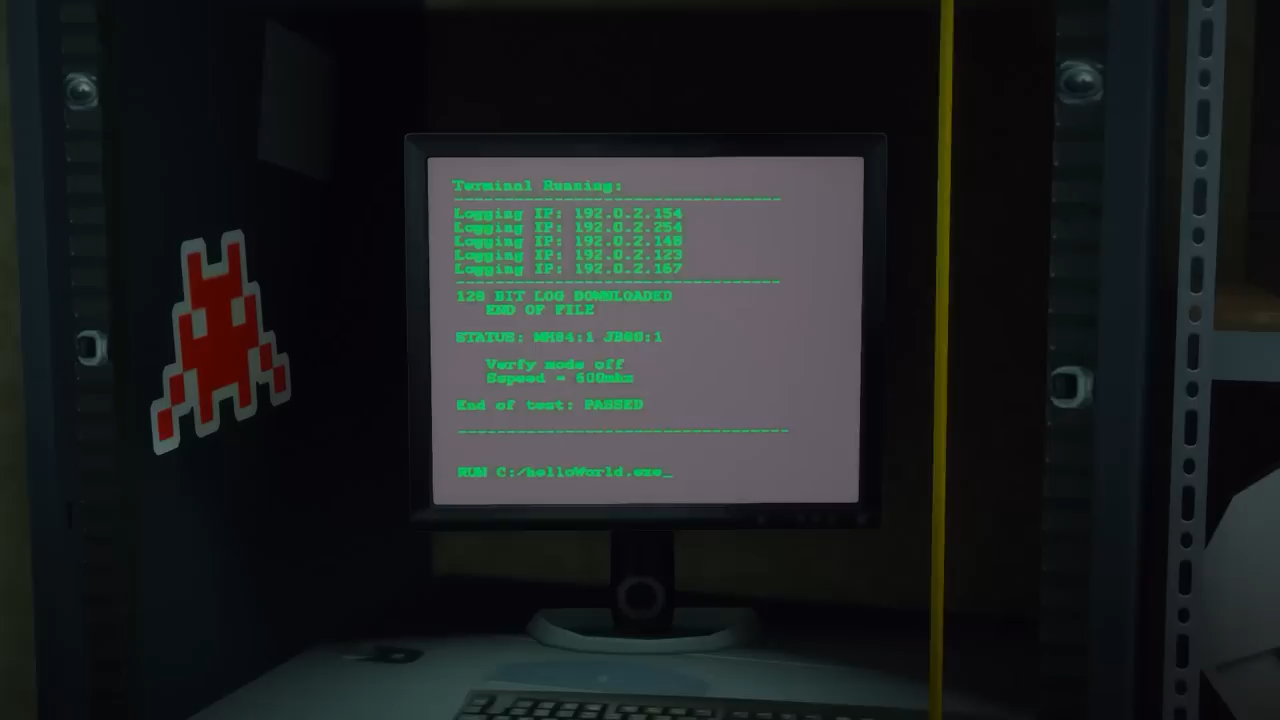 Terminal Running:
--------------------------------
Logging IP: 192.0.2.154
Logging IP: 192.0.2.254
Logging IP: 192.0.2.148
Logging IP: 192.0.2.123
Logging IP: 192.0.2.167
--------------------------------
128 BIT LOG DOWNLOADED
END OF FILE
STATUS:
Verfy mode off
Sspeed = 600mhz
End of test: PASSED
--------------------------------
RUN C:/helloWorld.exe_